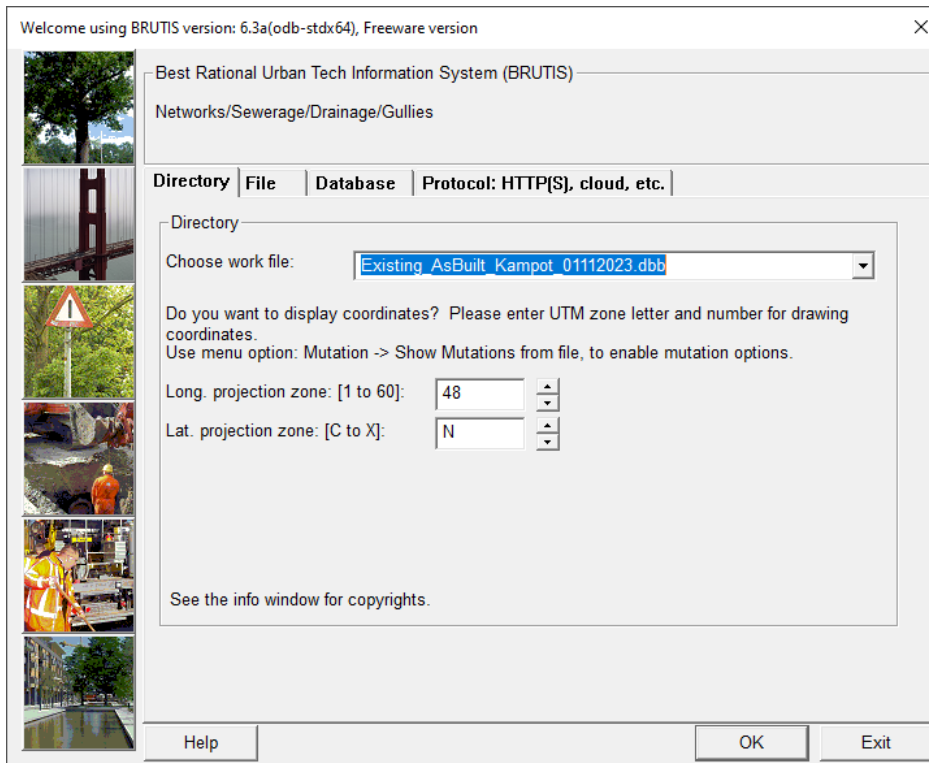 Welcome using BRUTIS version: 6.3a(odb-stdx64), Freeware version
Best Rational Urban Tech Information System (BRUTIS)
Networks/Sewerage/Drainage/Gullies
Directory File Database Protocol: HTTP(S), cloud, etc.
Directory
Choose work file: Existing_AsBuilt_Kampot_01112023.dbb
Do you want to display coordinates? Please enter UTM zone letter and number for drawing
coordinates.
Use menu option: Mutation -> Show Mutations from file, to enable mutation options.
Long. projection zone: [1 to 60]: 48
Lat. projection zone: [C to X]: N
See the info window for copyrights.
Help OK Exit